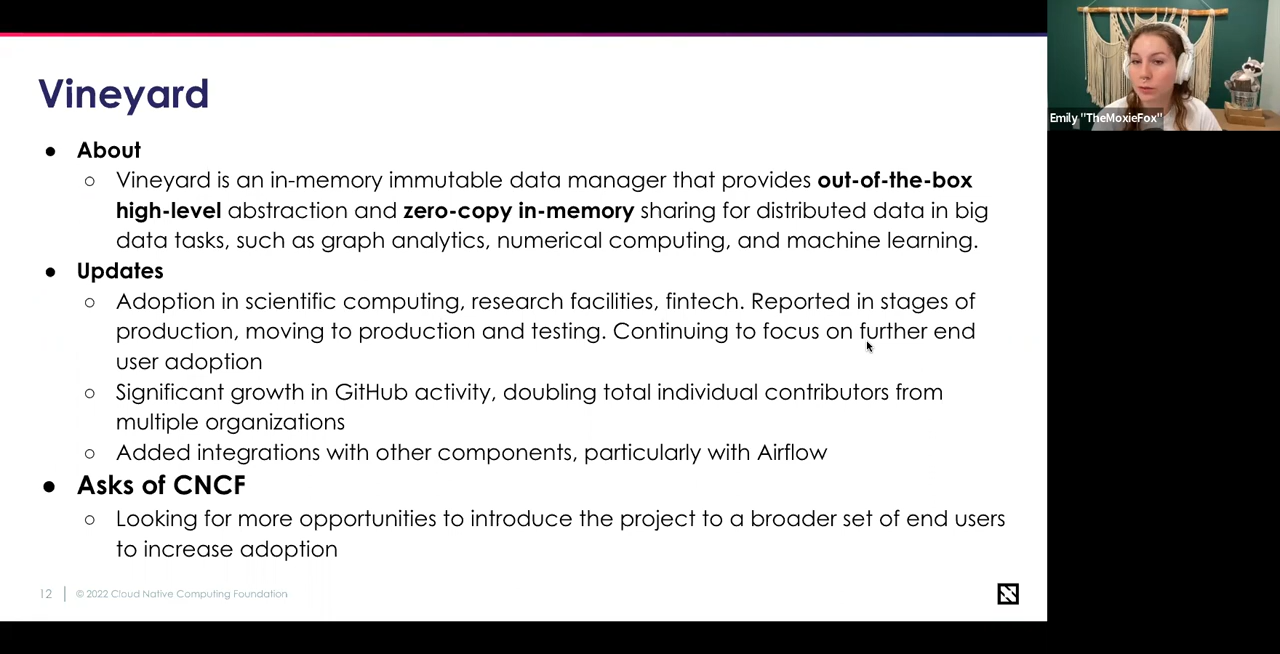 Vineyard
● About
○ Vineyard is an in-memory immutable data manager that provides out-of-the-box
high-level abstraction and zero-copy in-memory sharing for distributed data in big
data tasks, such as graph analytics, numerical computing, and machine learning.
● Updates
○ Adoption in scientific computing, research facilities, fintech. Reported in stages of
production, moving to production and testing. Continuing to focus on further end
user adoption
○ Significant growth in GitHub activity, doubling total individual contributors from
multiple organizations
○ Added integrations with other components, particularly with Airflow
● Asks of CNCF
○ Looking for more opportunities to introduce the project to a broader set of end users
to increase adoption
12 | © 2022 Cloud Native Computing Foundation
Emily "TheMoxieFox"